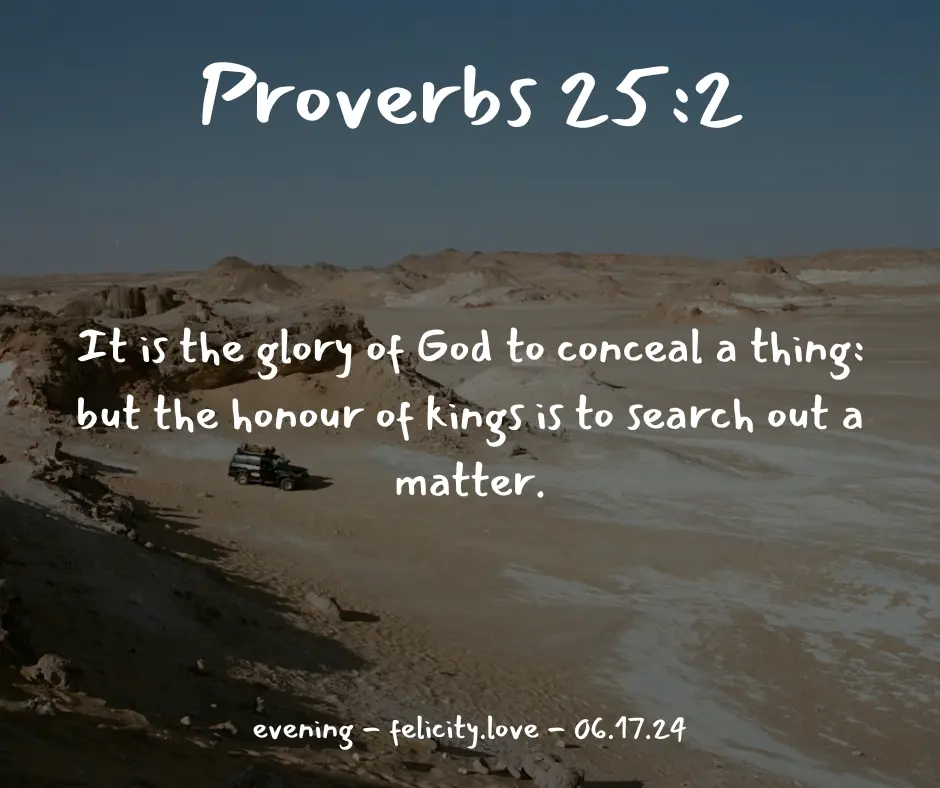 Proverbs 25:2
It is the glory of God to conceal a thing:
but the honour of kings is to search out a
matter.
evening - felicity.love - 06.17.24